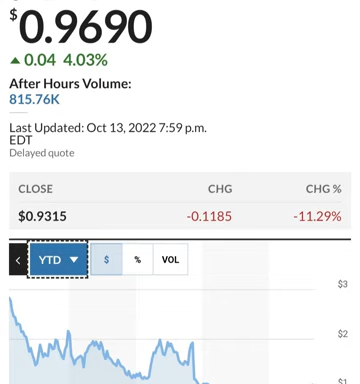 $0.9690
▲ 0.04 4.03%
After Hours Volume:
815.76K
Last Updated: Oct 13, 2022 7:59 p.m.
EDT
Delayed quote
CLOSE CHG CHG %
$0.9315 -0.1185 -11.29%
YTD $ % VOL
$3
$2
$1